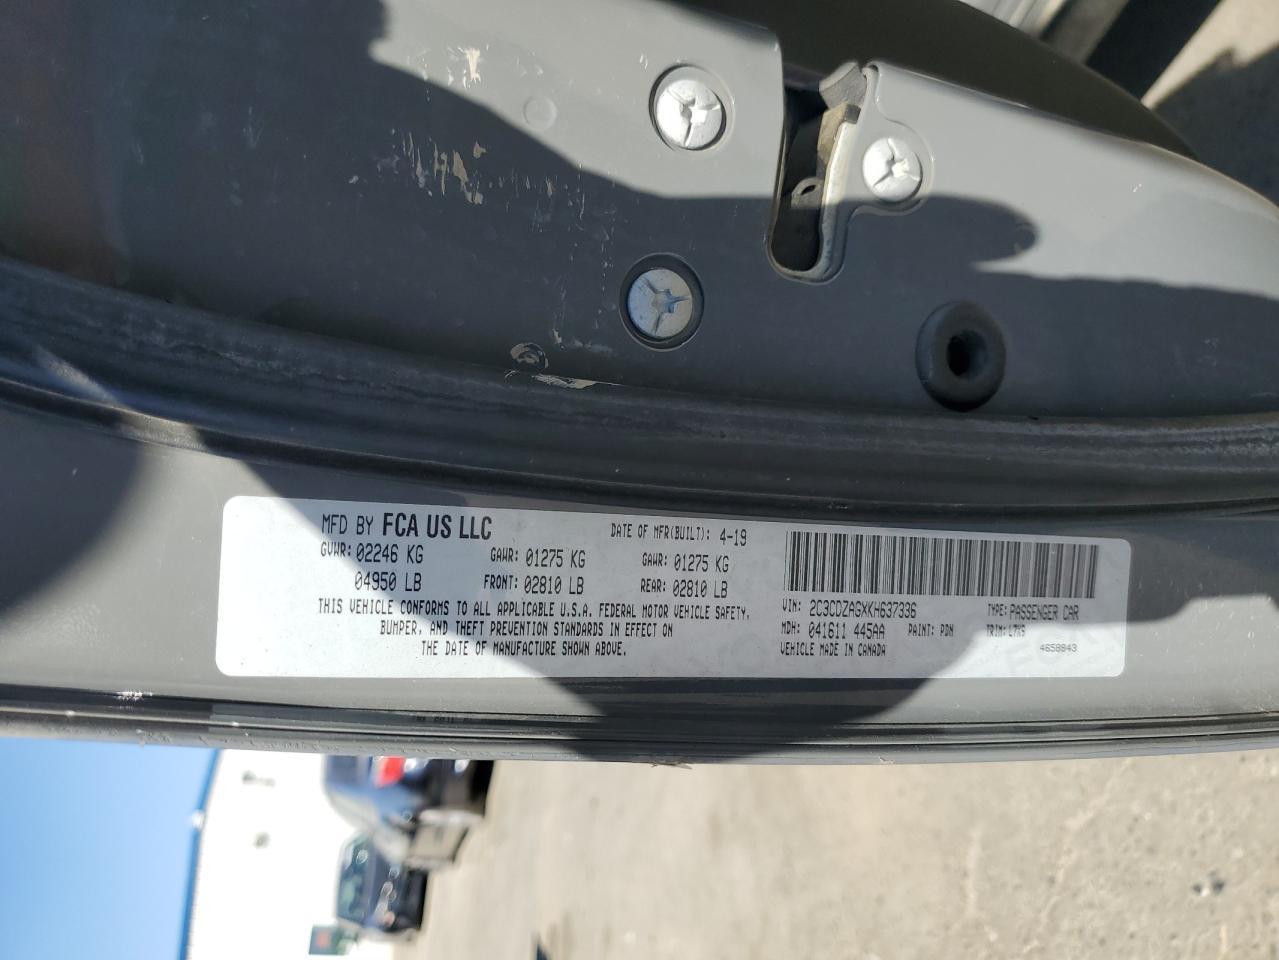 MFD BY FCA US LLC DATE OF MFR(BUILT): 4-19
GVWR: 02246 KG GAWR: 01275 KG GAWR: 01275 KG
04950 LB FRONT: 02810 LB REAR: 02810 LB
THIS VEHICLE CONFORMS TO ALL APPLICABLE U.S.A. FEDERAL MOTOR VEHICLE SAFETY,
BUMPER, AND THEFT PREVENTION STANDARDS IN EFFECT ON
THE DATE OF MANUFACTURE SHOWN ABOVE.
VIN: 2C3CDZAGXKH637336 TYPE: PASSENGER CAR
MDH: 041611 445AA PAINT: PDN TRIM: L7X9
VEHICLE MADE IN CANADA 4658843